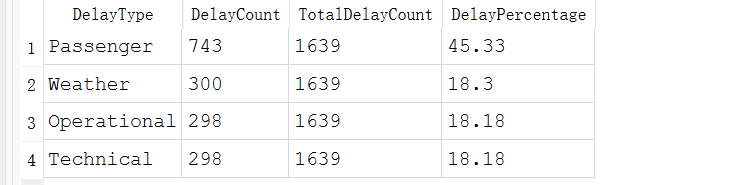 DelayType DelayCount TotalDelayCount DelayPercentage
1 Passenger 743 1639 45.33
2 Weather 300 1639 18.3
3 Operational 298 1639 18.18
4 Technical 298 1639 18.18